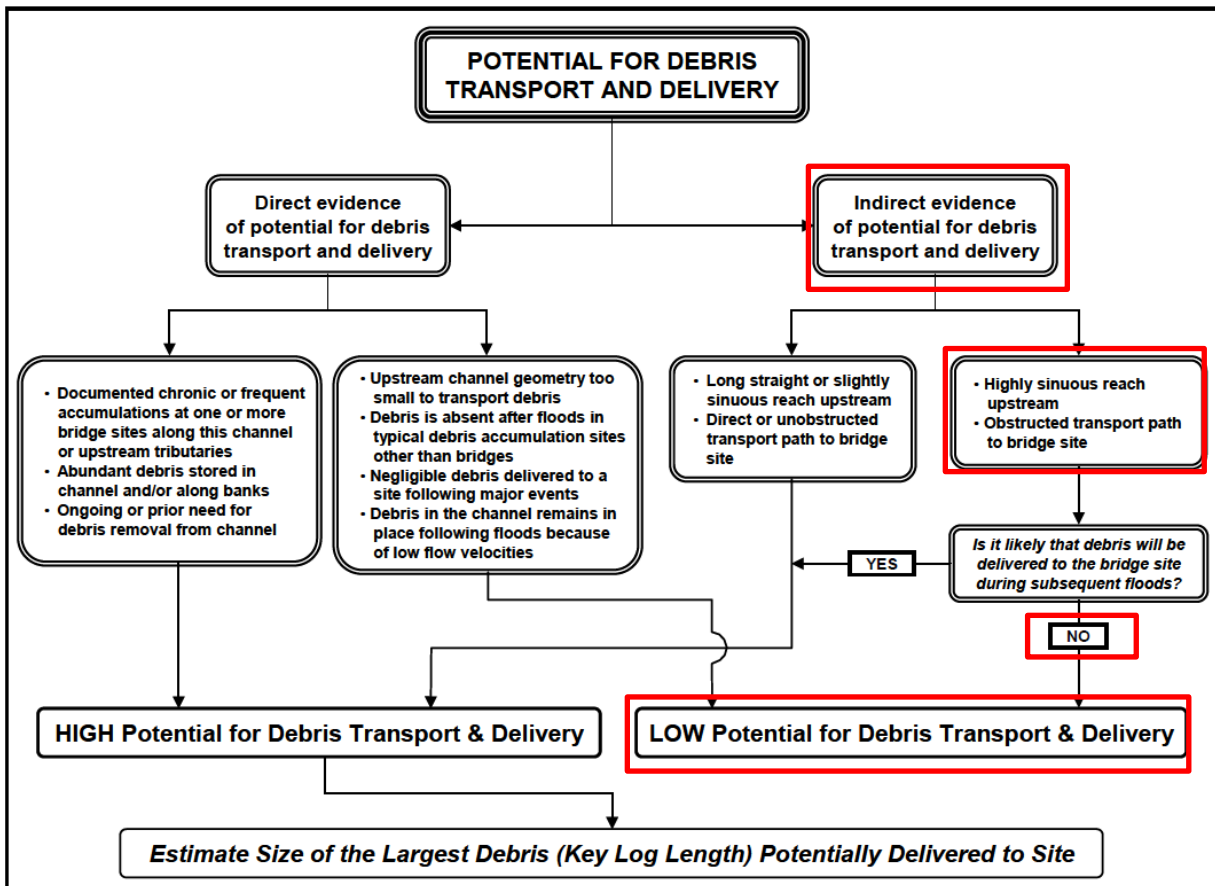 POTENTIAL FOR DEBRIS
TRANSPORT AND DELIVERY
Direct evidence
of potential for debris
transport and delivery
Indirect evidence
of potential for debris
transport and delivery
• Documented chronic or frequent
accumulations at one or more
bridge sites along this channel
or upstream tributaries
• Abundant debris stored in
channel and/or along banks
• Ongoing or prior need for
debris removal from channel
• Upstream channel geometry too
small to transport debris
• Debris is absent after floods in
typical debris accumulation sites
other than bridges
• Negligible debris delivered to a
site following major events
• Debris in the channel remains in
place following floods because
of low flow velocities
• Long straight or slightly
sinuous reach upstream
• Direct or unobstructed
transport path to bridge
site
• Highly sinuous reach
upstream
• Obstructed transport path
to bridge site
Is it likely that debris will be
delivered to the bridge site
during subsequent floods?
YES
NO
HIGH Potential for Debris Transport & Delivery
LOW Potential for Debris Transport & Delivery
Estimate Size of the Largest Debris (Key Log Length) Potentially Delivered to Site